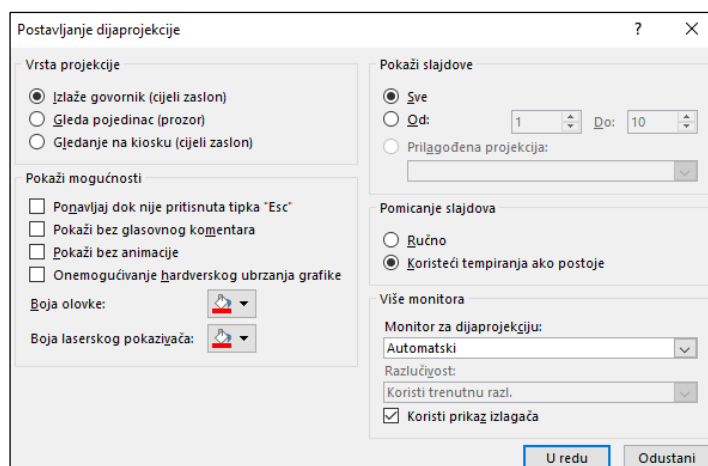 Postavljanje dijaprojekcije
Vrsta projekcije
Izlaže govornik (cijeli zaslon)
Gleda pojedinac (prozor)
Gledanje na kiosku (cijeli zaslon)
Pokaži mogućnosti
Ponavljaj dok nije pritisnuta tipka "Esc"
Pokaži bez glasovnog komentara
Pokaži bez animacije
Onemogućivanje hardverskog ubrzanja grafike
Boja olovke:
Boja laserskog pokazivača:
Pokaži slajdove
Sve
Od: 1 Do: 10
Prilagođena projekcija:
Pomicanje slajdova
Ručno
Koristeći tempiranja ako postoje
Više monitora
Monitor za dijaprojekciju:
Automatski
Razlučivost:
Koristi trenutnu razl.
Koristi prikaz izlagača
U redu Odustani